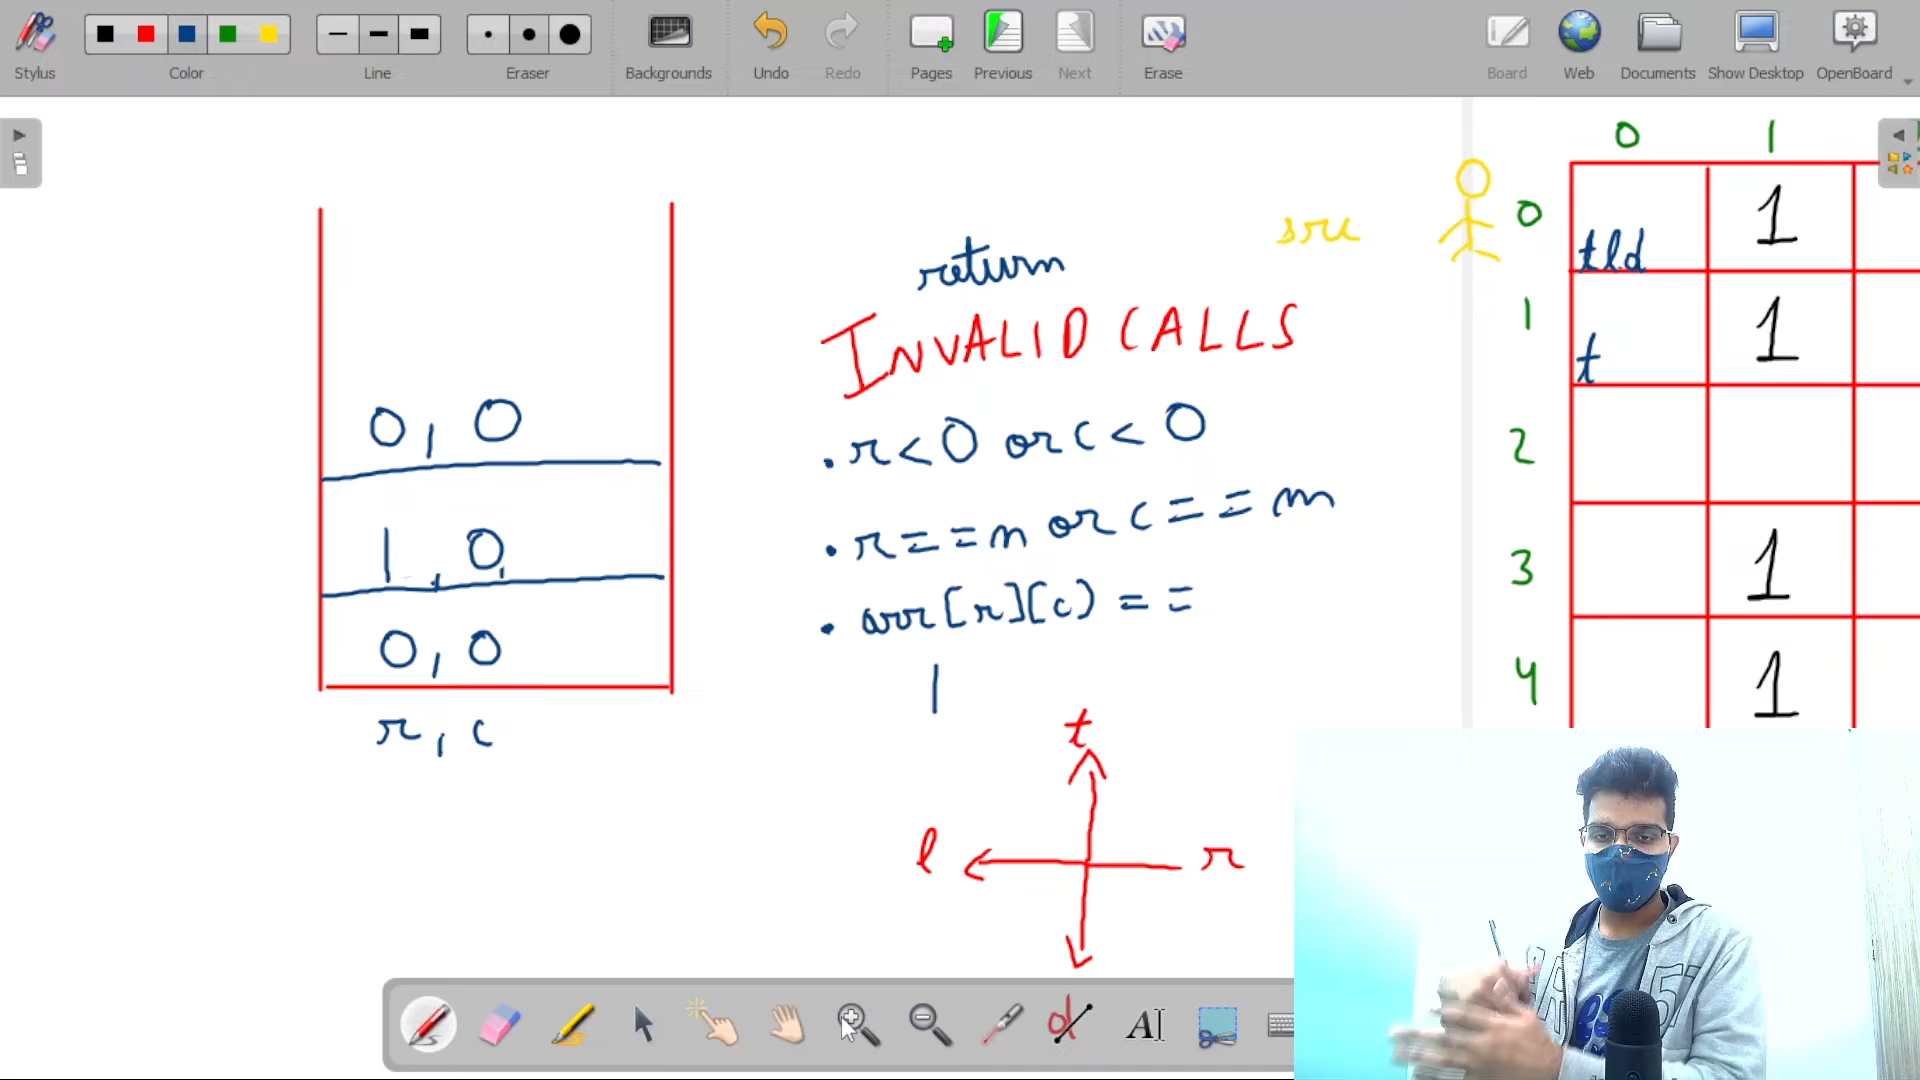 Stylus Color Line Eraser Backgrounds Undo Redo Pages Previous Next Erase Board Web Documents Show Desktop OpenBoard
0 1
src 0 1
return
tld
INVALID CALLS
1 1
t
0, 0
. r<0 or c<0
2
. r==n or c==m
1, 0
3 1
. arr[r][c) ==
0, 0
1
4 1
r, c
t
l r